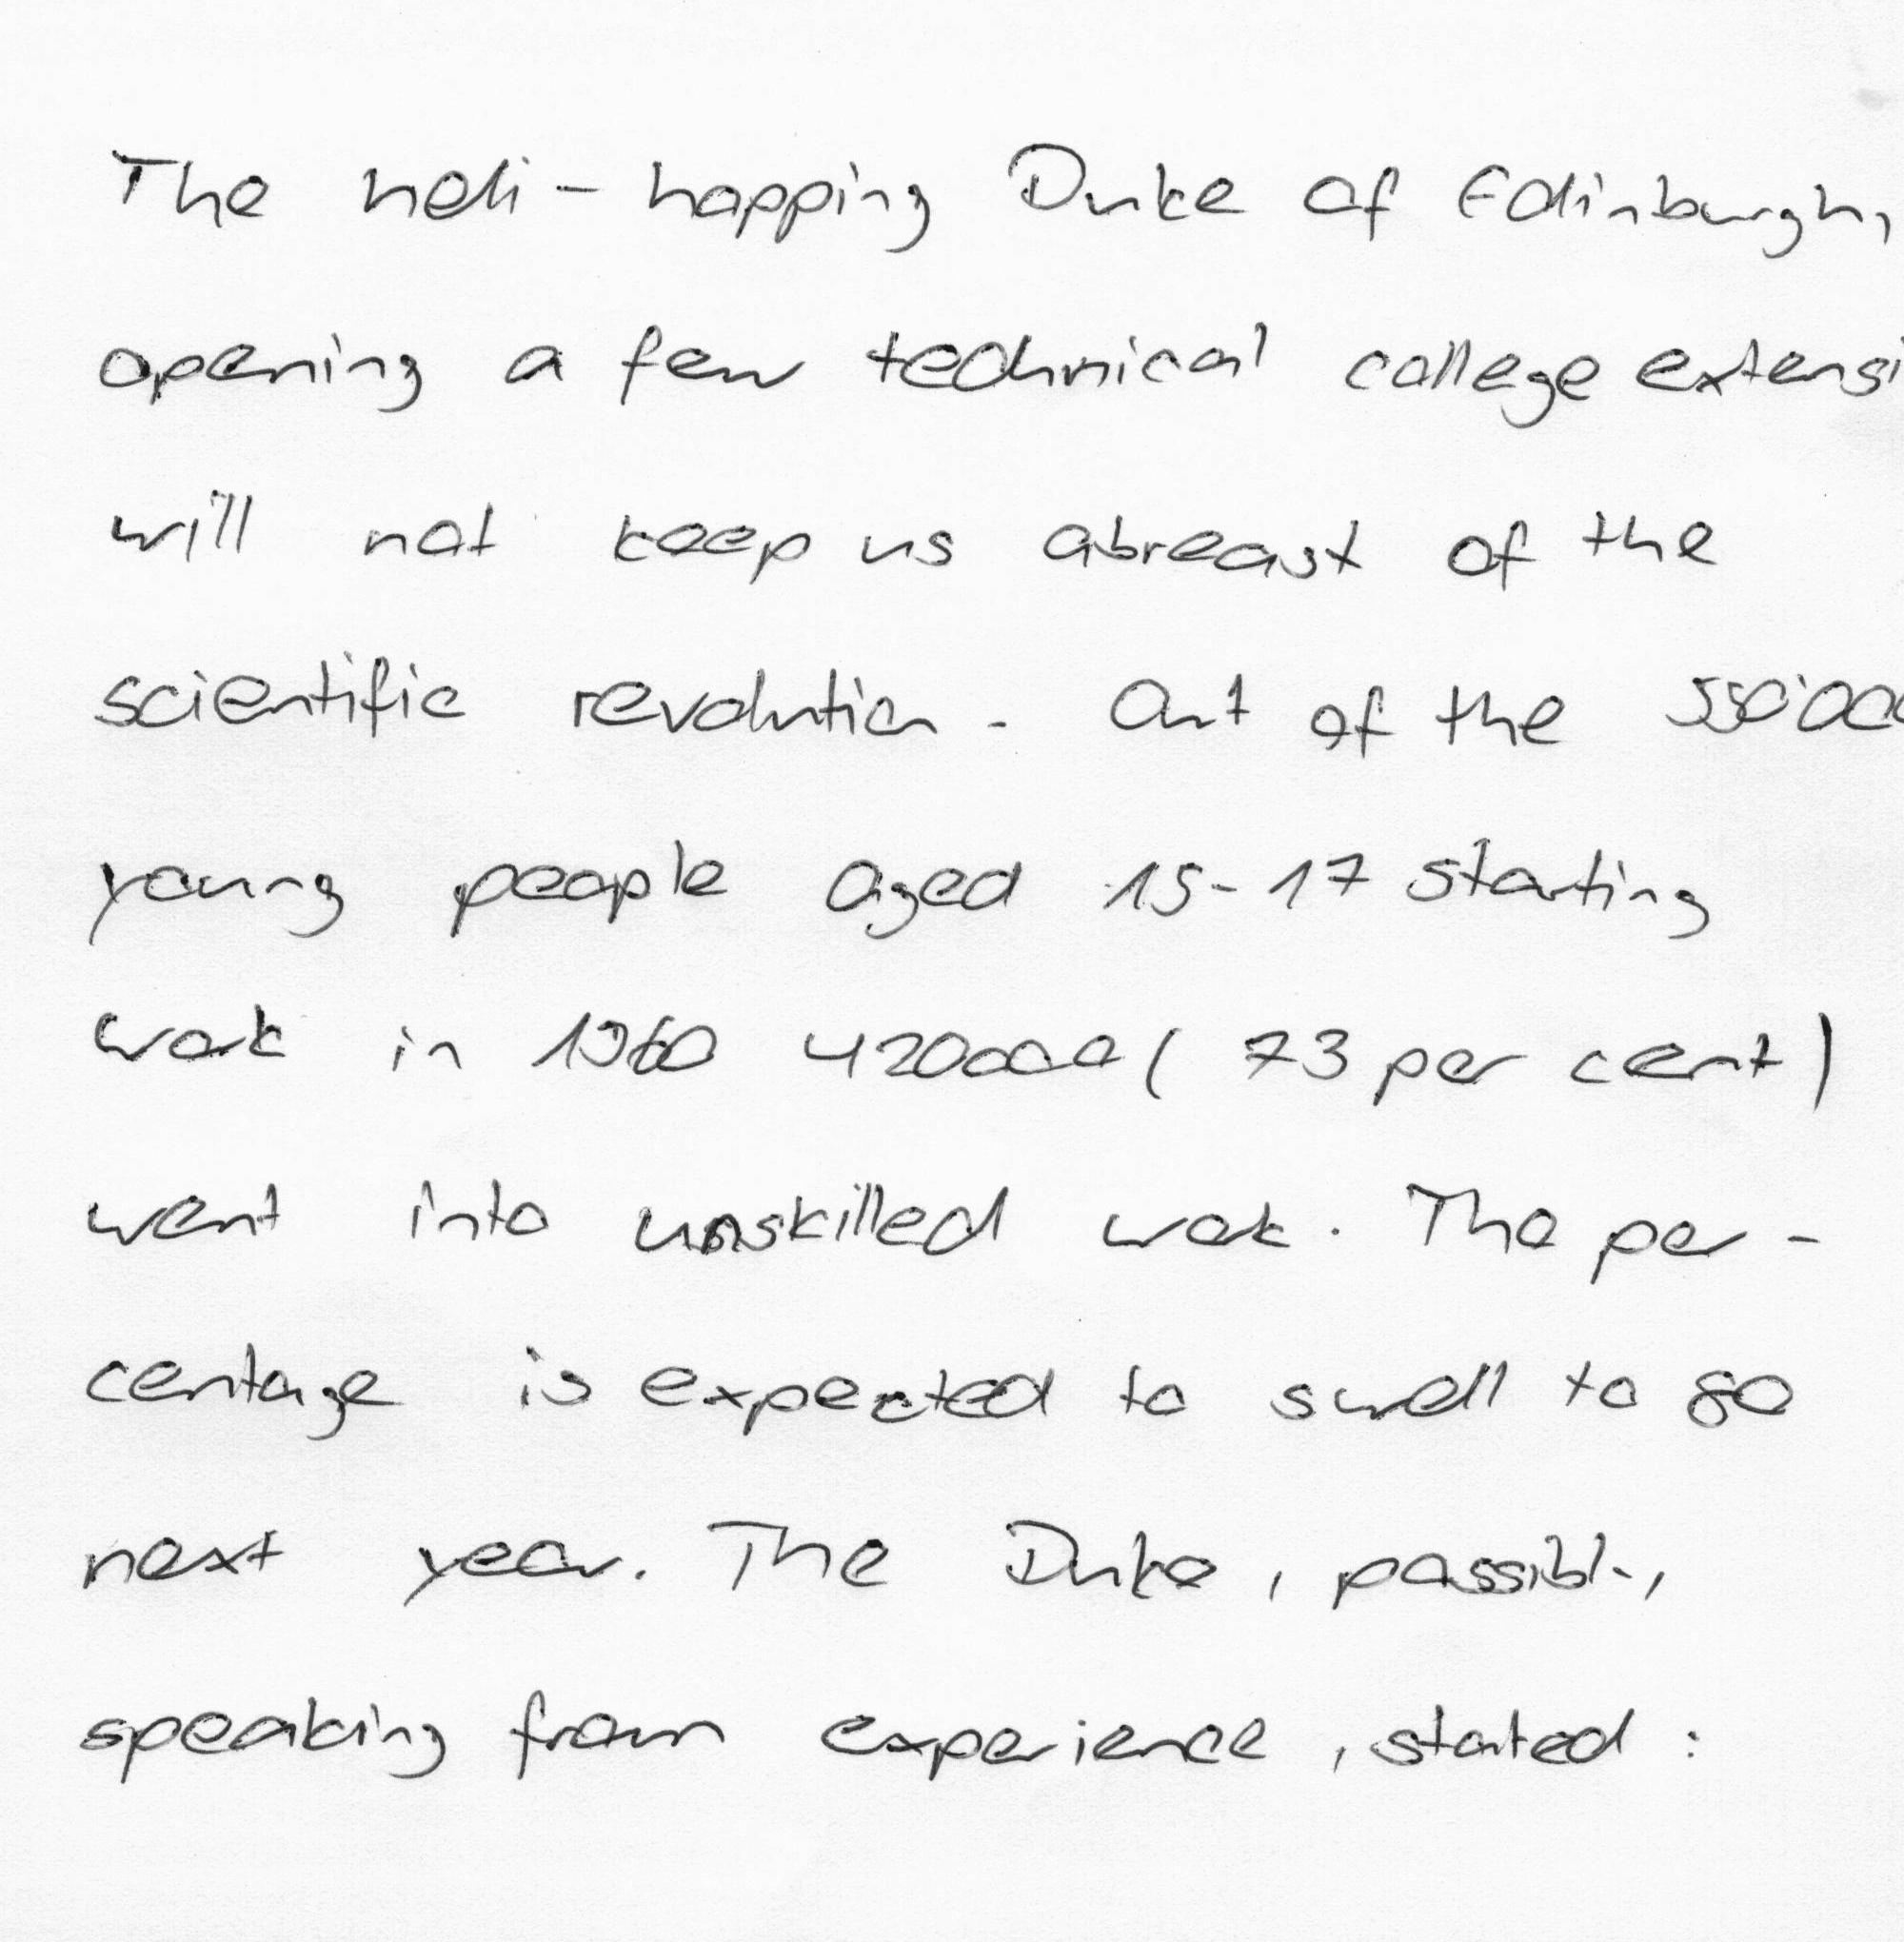 The heli-hopping Duke of Edinburgh,
opening a few technical college extensi
will not keep us abreast of the
scientific revolution. Out of the 550'000
young people aged 15-17 starting
work in 1960 420000 (73 per cent)
went into unskilled work. The per-
centage is expected to swell to 80
next year. The Duke, possibly,
speaking from experience, stated: